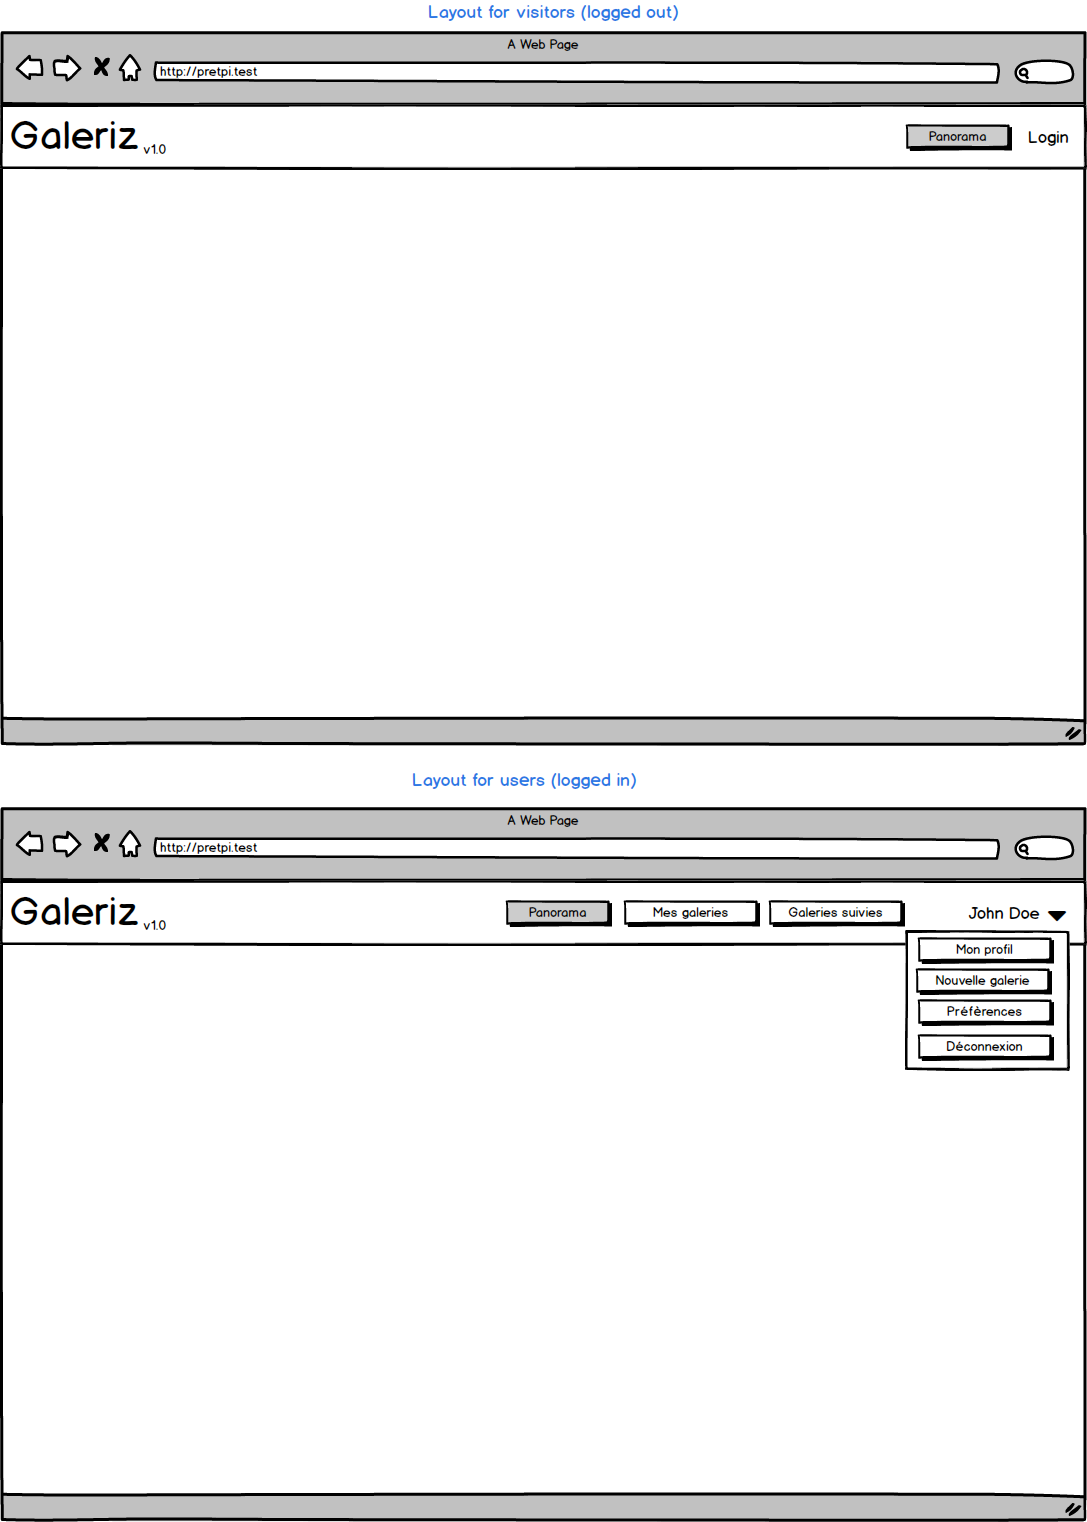 Layout for visitors (logged out)
A Web Page
http://pretpi.test
Galeriz v1.0
Panorama
Login
Layout for users (logged in)
A Web Page
http://pretpi.test
Galeriz v1.0
Panorama
Mes galeries
Galeries suivies
John Doe
Mon profil
Nouvelle galerie
Préfèrences
Déconnexion